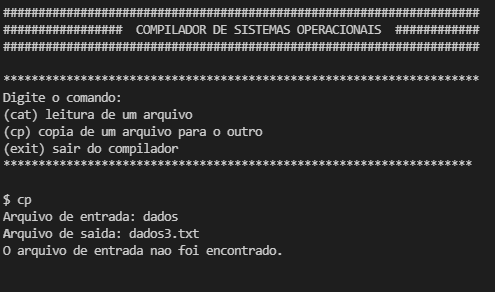 ####################################################################
#################  COMPILADOR DE SISTEMAS OPERACIONAIS  ############
####################################################################
********************************************************************
Digite o comando:
(cat) leitura de um arquivo
(cp) copia de um arquivo para o outro
(exit) sair do compilador
*******************************************************************
$ cp
Arquivo de entrada: dados
Arquivo de saida: dados3.txt
O arquivo de entrada nao foi encontrado.